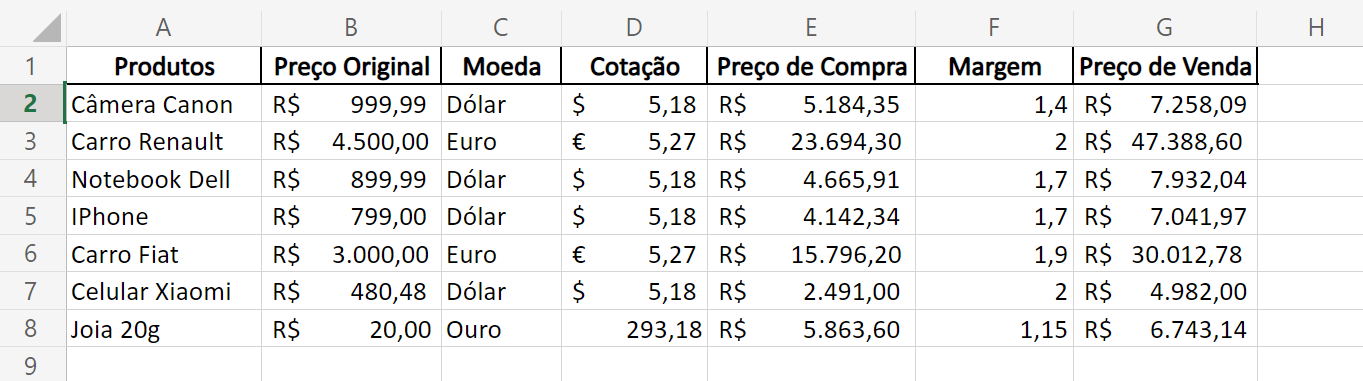 A B C D E F G H
1 Produtos Preço Original Moeda Cotação Preço de Compra Margem Preço de Venda
2 Câmera Canon R$ 999,99 Dólar $ 5,18 R$ 5.184,35 1,4 R$ 7.258,09
3 Carro Renault R$ 4.500,00 Euro € 5,27 R$ 23.694,30 2 R$ 47.388,60
4 Notebook Dell R$ 899,99 Dólar $ 5,18 R$ 4.665,91 1,7 R$ 7.932,04
5 IPhone R$ 799,00 Dólar $ 5,18 R$ 4.142,34 1,7 R$ 7.041,97
6 Carro Fiat R$ 3.000,00 Euro € 5,27 R$ 15.796,20 1,9 R$ 30.012,78
7 Celular Xiaomi R$ 480,48 Dólar $ 5,18 R$ 2.491,00 2 R$ 4.982,00
8 Joia 20g R$ 20,00 Ouro 293,18 R$ 5.863,60 1,15 R$ 6.743,14
9